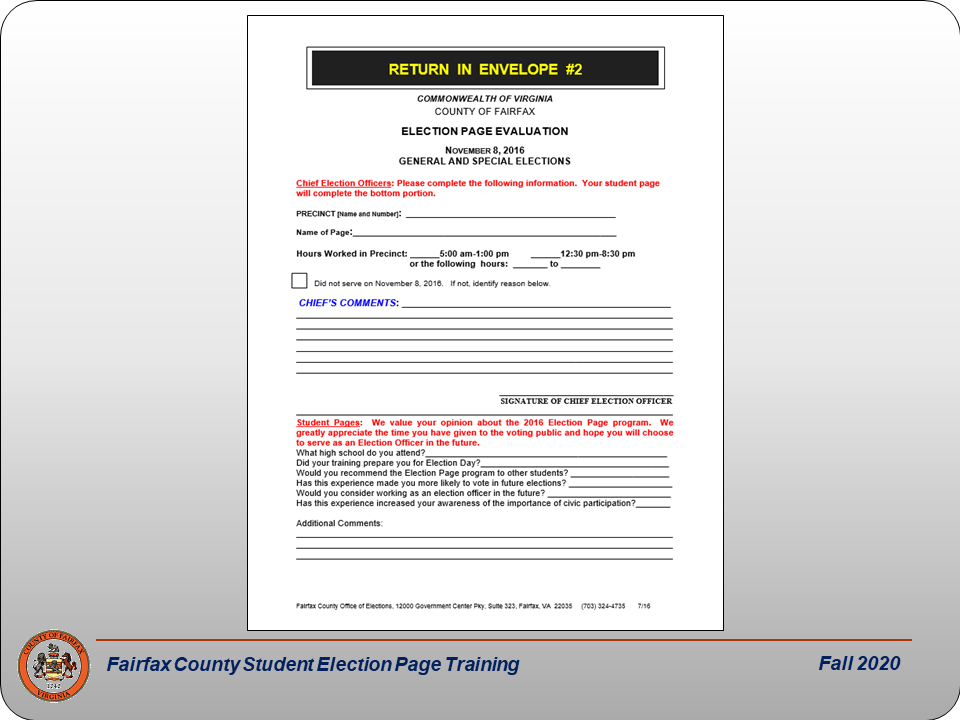 RETURN IN ENVELOPE #2
COMMONWEALTH OF VIRGINIA
COUNTY OF FAIRFAX
ELECTION PAGE EVALUATION
NOVEMBER 8, 2016
GENERAL AND SPECIAL ELECTIONS
Chief Election Officers: Please complete the following information. Your student page
will complete the bottom portion.
PRECINCT [Name and Number]: ____________________
Name of Page:____________________
Hours Worked in Precinct: ______5:00 am-1:00 pm ______12:30 pm-8:30 pm
or the following hours: _______ to ________
Did not serve on November 8, 2016. If not, identify reason below.
CHIEF'S COMMENTS: ____________________
SIGNATURE OF CHIEF ELECTION OFFICER
Student Pages: We value your opinion about the 2016 Election Page program. We
greatly appreciate the time you have given to the voting public and hope you will choose
to serve as an Election Officer in the future.
What high school do you attend?____________________
Did your training prepare you for Election Day?____________________
Would you recommend the Election Page program to other students? ____________________
Has this experience made you more likely to vote in future elections? ____________________
Would you consider working as an election officer in the future? ____________________
Has this experience increased your awareness of the importance of civic participation?_______
Additional Comments:
Fairfax County Office of Elections, 12000 Government Center Pky, Suite 323, Fairfax, VA 22035 (703) 324-4735 7/16
COUNTY OF FAIRFAX
1742
VIRGINIA
Fairfax County Student Election Page Training
Fall 2020